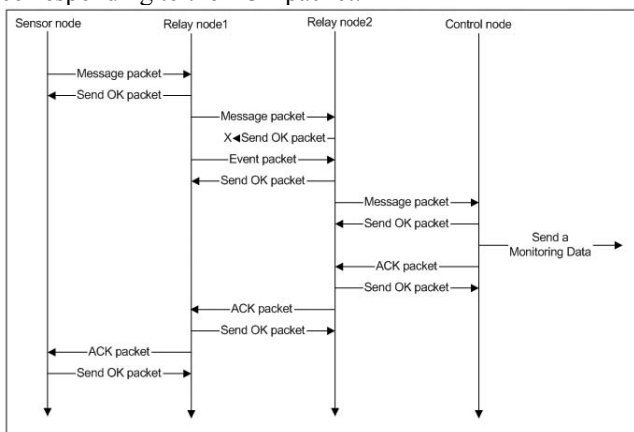 Sensor node Relay node1 Relay node2 Control node
Message packet
Send OK packet
Message packet
X Send OK packet
Event packet
Send OK packet
Message packet
Send OK packet
Send a
Monitoring Data
ACK packet
Send OK packet
ACK packet
Send OK packet
ACK packet
Send OK packet